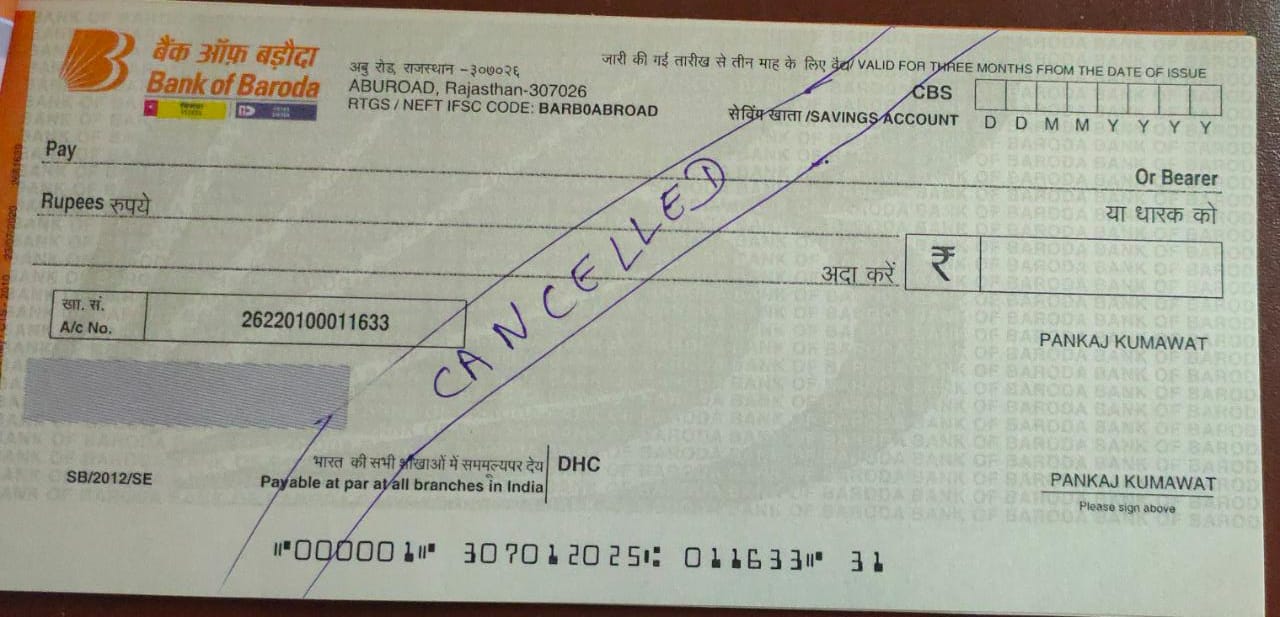 बैंक ऑफ़ बड़ौदा
Bank of Baroda
अबु रोड, राजस्थान -३०७०२६
ABUROAD, Rajasthan-307026
RTGS / NEFT IFSC CODE: BARB0ABROAD
जारी की गई तारीख से तीन माह के लिए वैद्य/ VALID FOR THREE MONTHS FROM THE DATE OF ISSUE
CBS
सेविंग खाता /SAVINGS ACCOUNT
D D M M Y Y Y Y
Pay
Or Bearer
Rupees रुपये
या धारक को
अदा करें ₹
CANCELLED
खा. सं.
A/c No. 26220100011633
PANKAJ KUMAWAT
SB/2012/SE
भारत की सभी शाखाओं में सममूल्यपर देय
Payable at par at all branches in India
DHC
PANKAJ KUMAWAT
Please sign above
⑈000001⑈ 307012025⑆ 011633⑈ 31